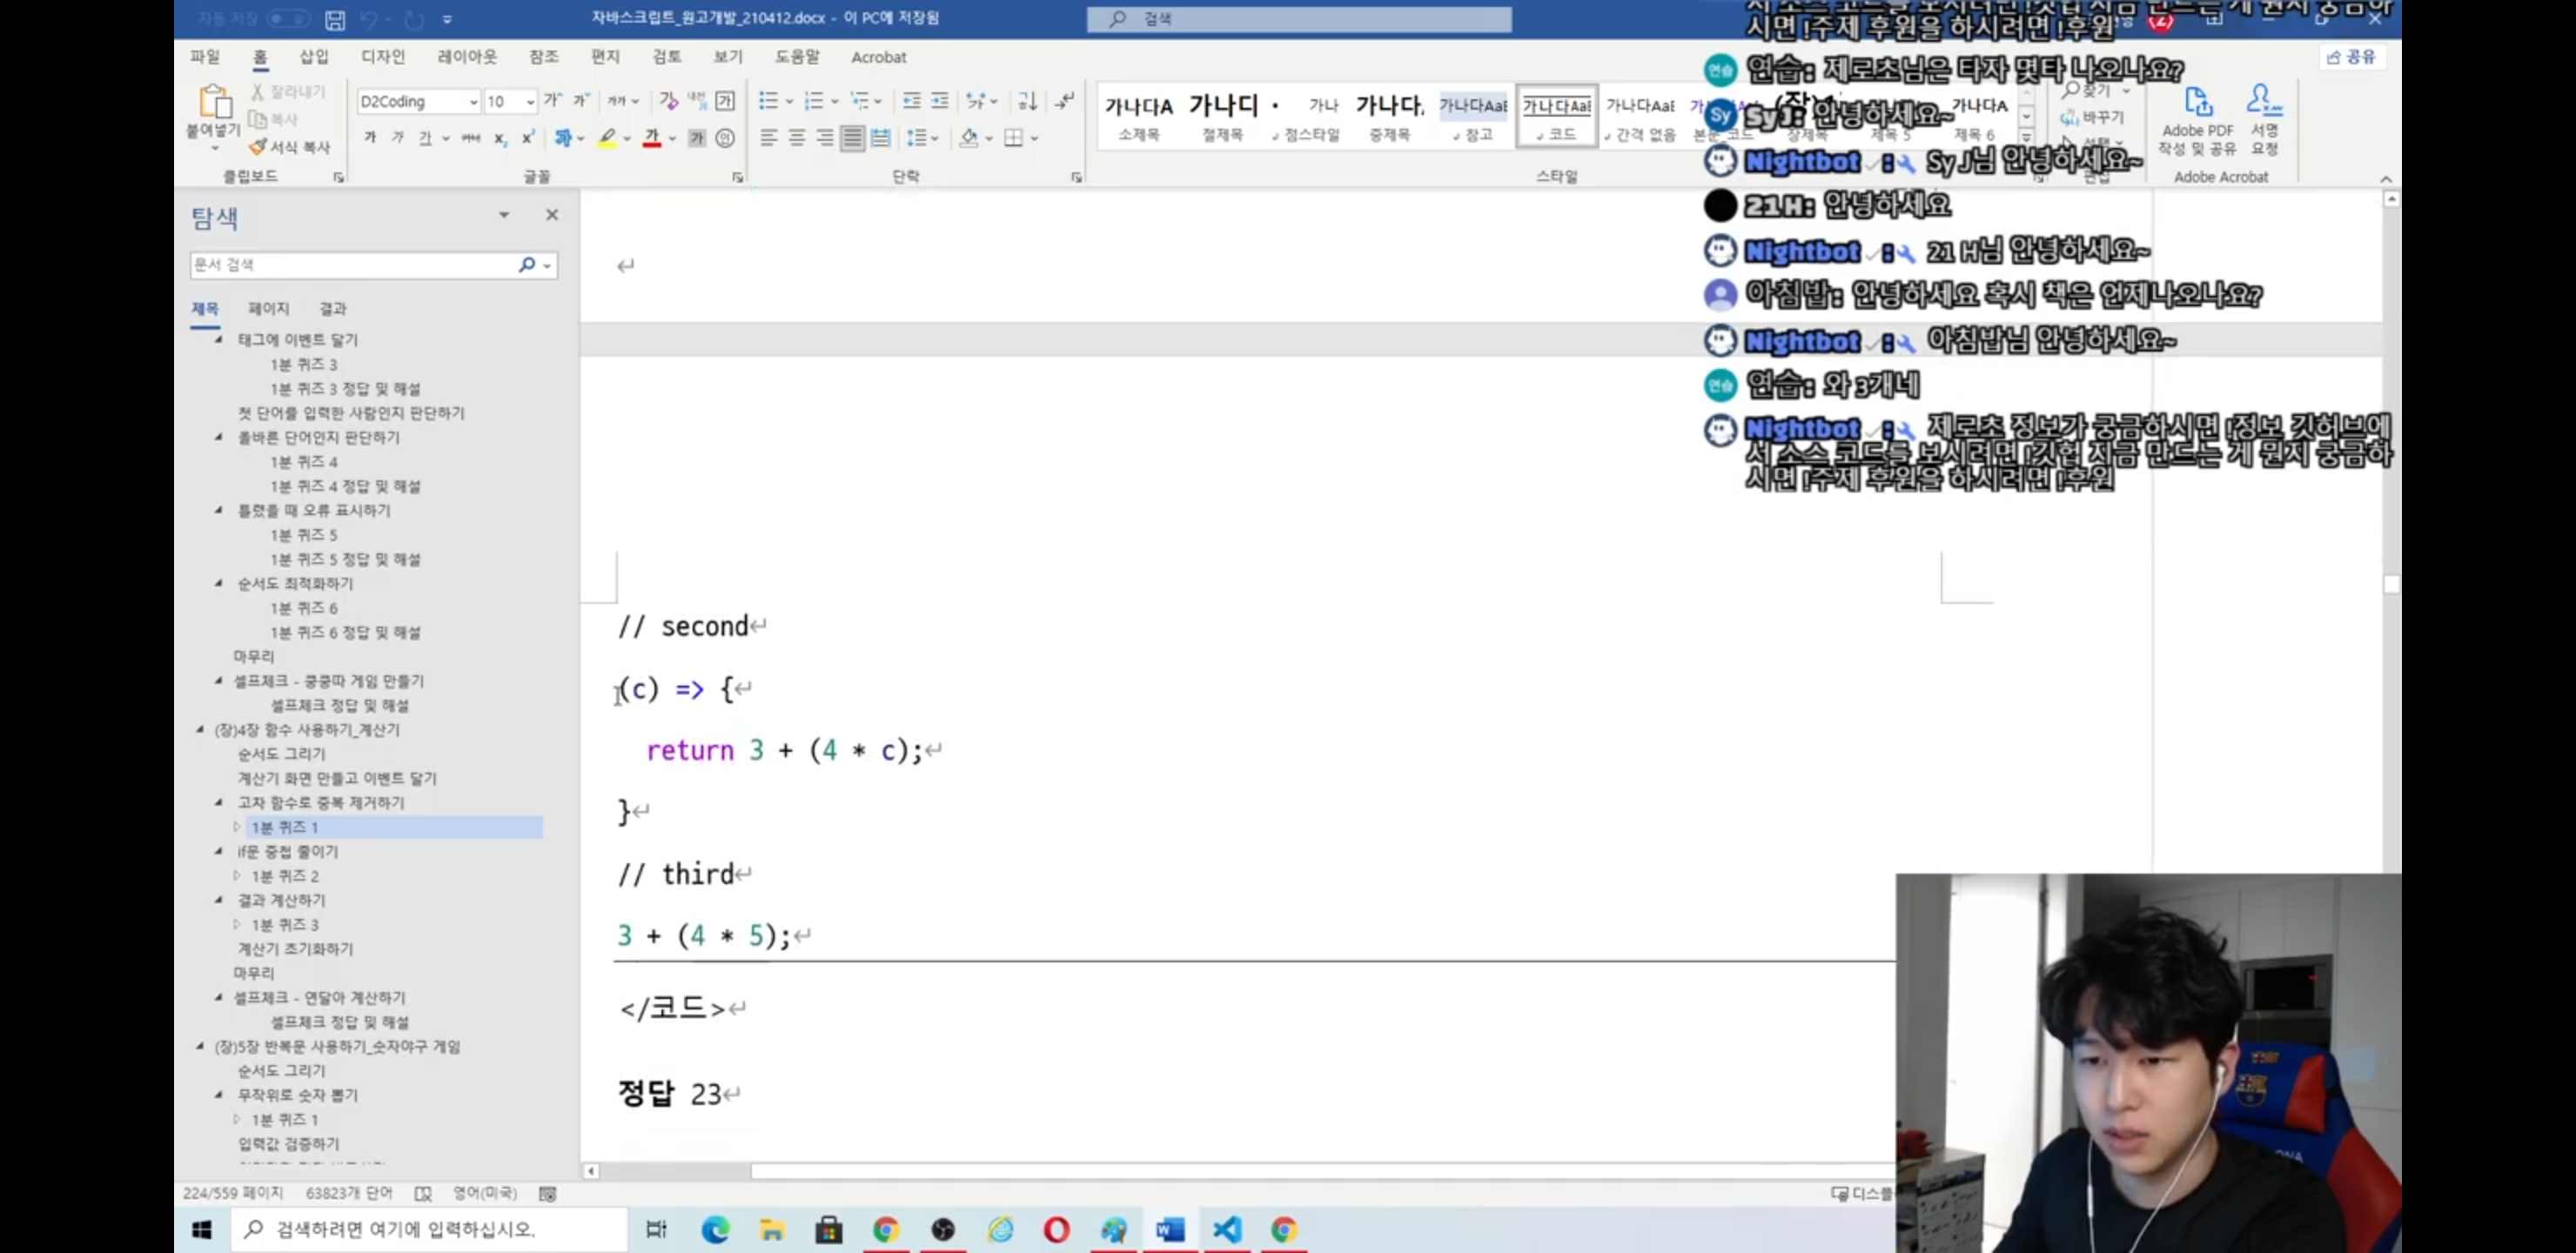 자동 저장
자바스크립트_원고개발_210412.docx - 이 PC에 저장됨
검색
파일 홈 삽입 디자인 레이아웃 참조 편지 검토 보기 도움말 Acrobat
공유
붙여넣기
잘라내기
복사
서식 복사
클립보드
D2Coding 10
글꼴
단락
가나다A 소제목
가나디 절제목
가나 점스타일
가나다, 중제목
가나다AaB 참고
가나다AaB 코드
가나다AaB 간격 없음
본문_코드
장제목
제목 5
가나다A 제목 6
스타일
찾기
바꾸기
편집
Adobe PDF 작성 및 공유
서명 요청
Adobe Acrobat
탐색
문서 검색
제목 페이지 결과
태그에 이벤트 달기
1분 퀴즈 3
1분 퀴즈 3 정답 및 해설
첫 단어를 입력한 사람인지 판단하기
올바른 단어인지 판단하기
1분 퀴즈 4
1분 퀴즈 4 정답 및 해설
틀렸을 때 오류 표시하기
1분 퀴즈 5
1분 퀴즈 5 정답 및 해설
순서도 최적화하기
1분 퀴즈 6
1분 퀴즈 6 정답 및 해설
마무리
셀프체크 - 쿵쿵따 게임 만들기
셀프체크 정답 및 해설
(장)4장 함수 사용하기_계산기
순서도 그리기
계산기 화면 만들고 이벤트 달기
고차 함수로 중복 제거하기
1분 퀴즈 1
if문 중첩 줄이기
1분 퀴즈 2
결과 계산하기
1분 퀴즈 3
계산기 초기화하기
마무리
셀프체크 - 연달아 계산하기
셀프체크 정답 및 해설
(장)5장 반복문 사용하기_숫자야구 게임
순서도 그리기
무작위로 숫자 뽑기
1분 퀴즈 1
입력값 검증하기
// second
(c) => {
return 3 + (4 * c);
}
// third
3 + (4 * 5);
</코드>
정답 23
시면 !주제 후원을 하시려면 !후원
연습: 제로초님은 타자 몇타 나오나요?
Sy J: 안녕하세요~
Nightbot: Sy J님 안녕하세요~
21 H: 안녕하세요
Nightbot: 21 H님 안녕하세요~
아침밥: 안녕하세요 혹시 책은 언제나오나요?
Nightbot: 아침밥님 안녕하세요~
연습: 와 3개네
Nightbot: 제로초 정보가 궁금하시면 !정보 깃허브에
서 소스 코드를 보시려면 !깃헙 지금 만드는 게 뭔지 궁금하
시면 !주제 후원을 하시려면 !후원
224/559 페이지 63823개 단어 영어(미국)
디스플
검색하려면 여기에 입력하십시오.